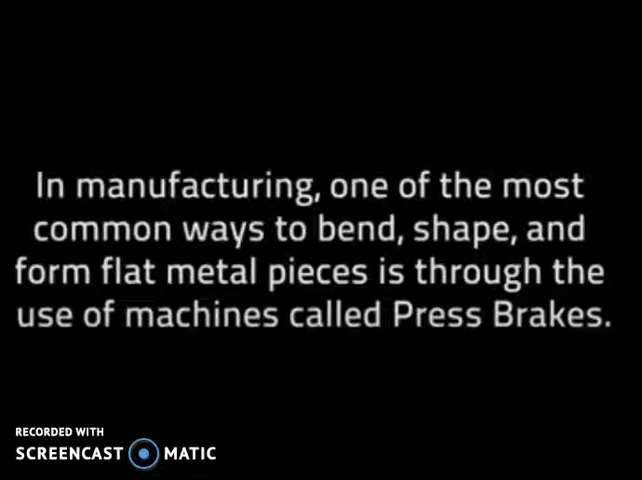 In manufacturing, one of the most
common ways to bend, shape, and
form flat metal pieces is through the
use of machines called Press Brakes.
RECORDED WITH
SCREENCAST MATIC